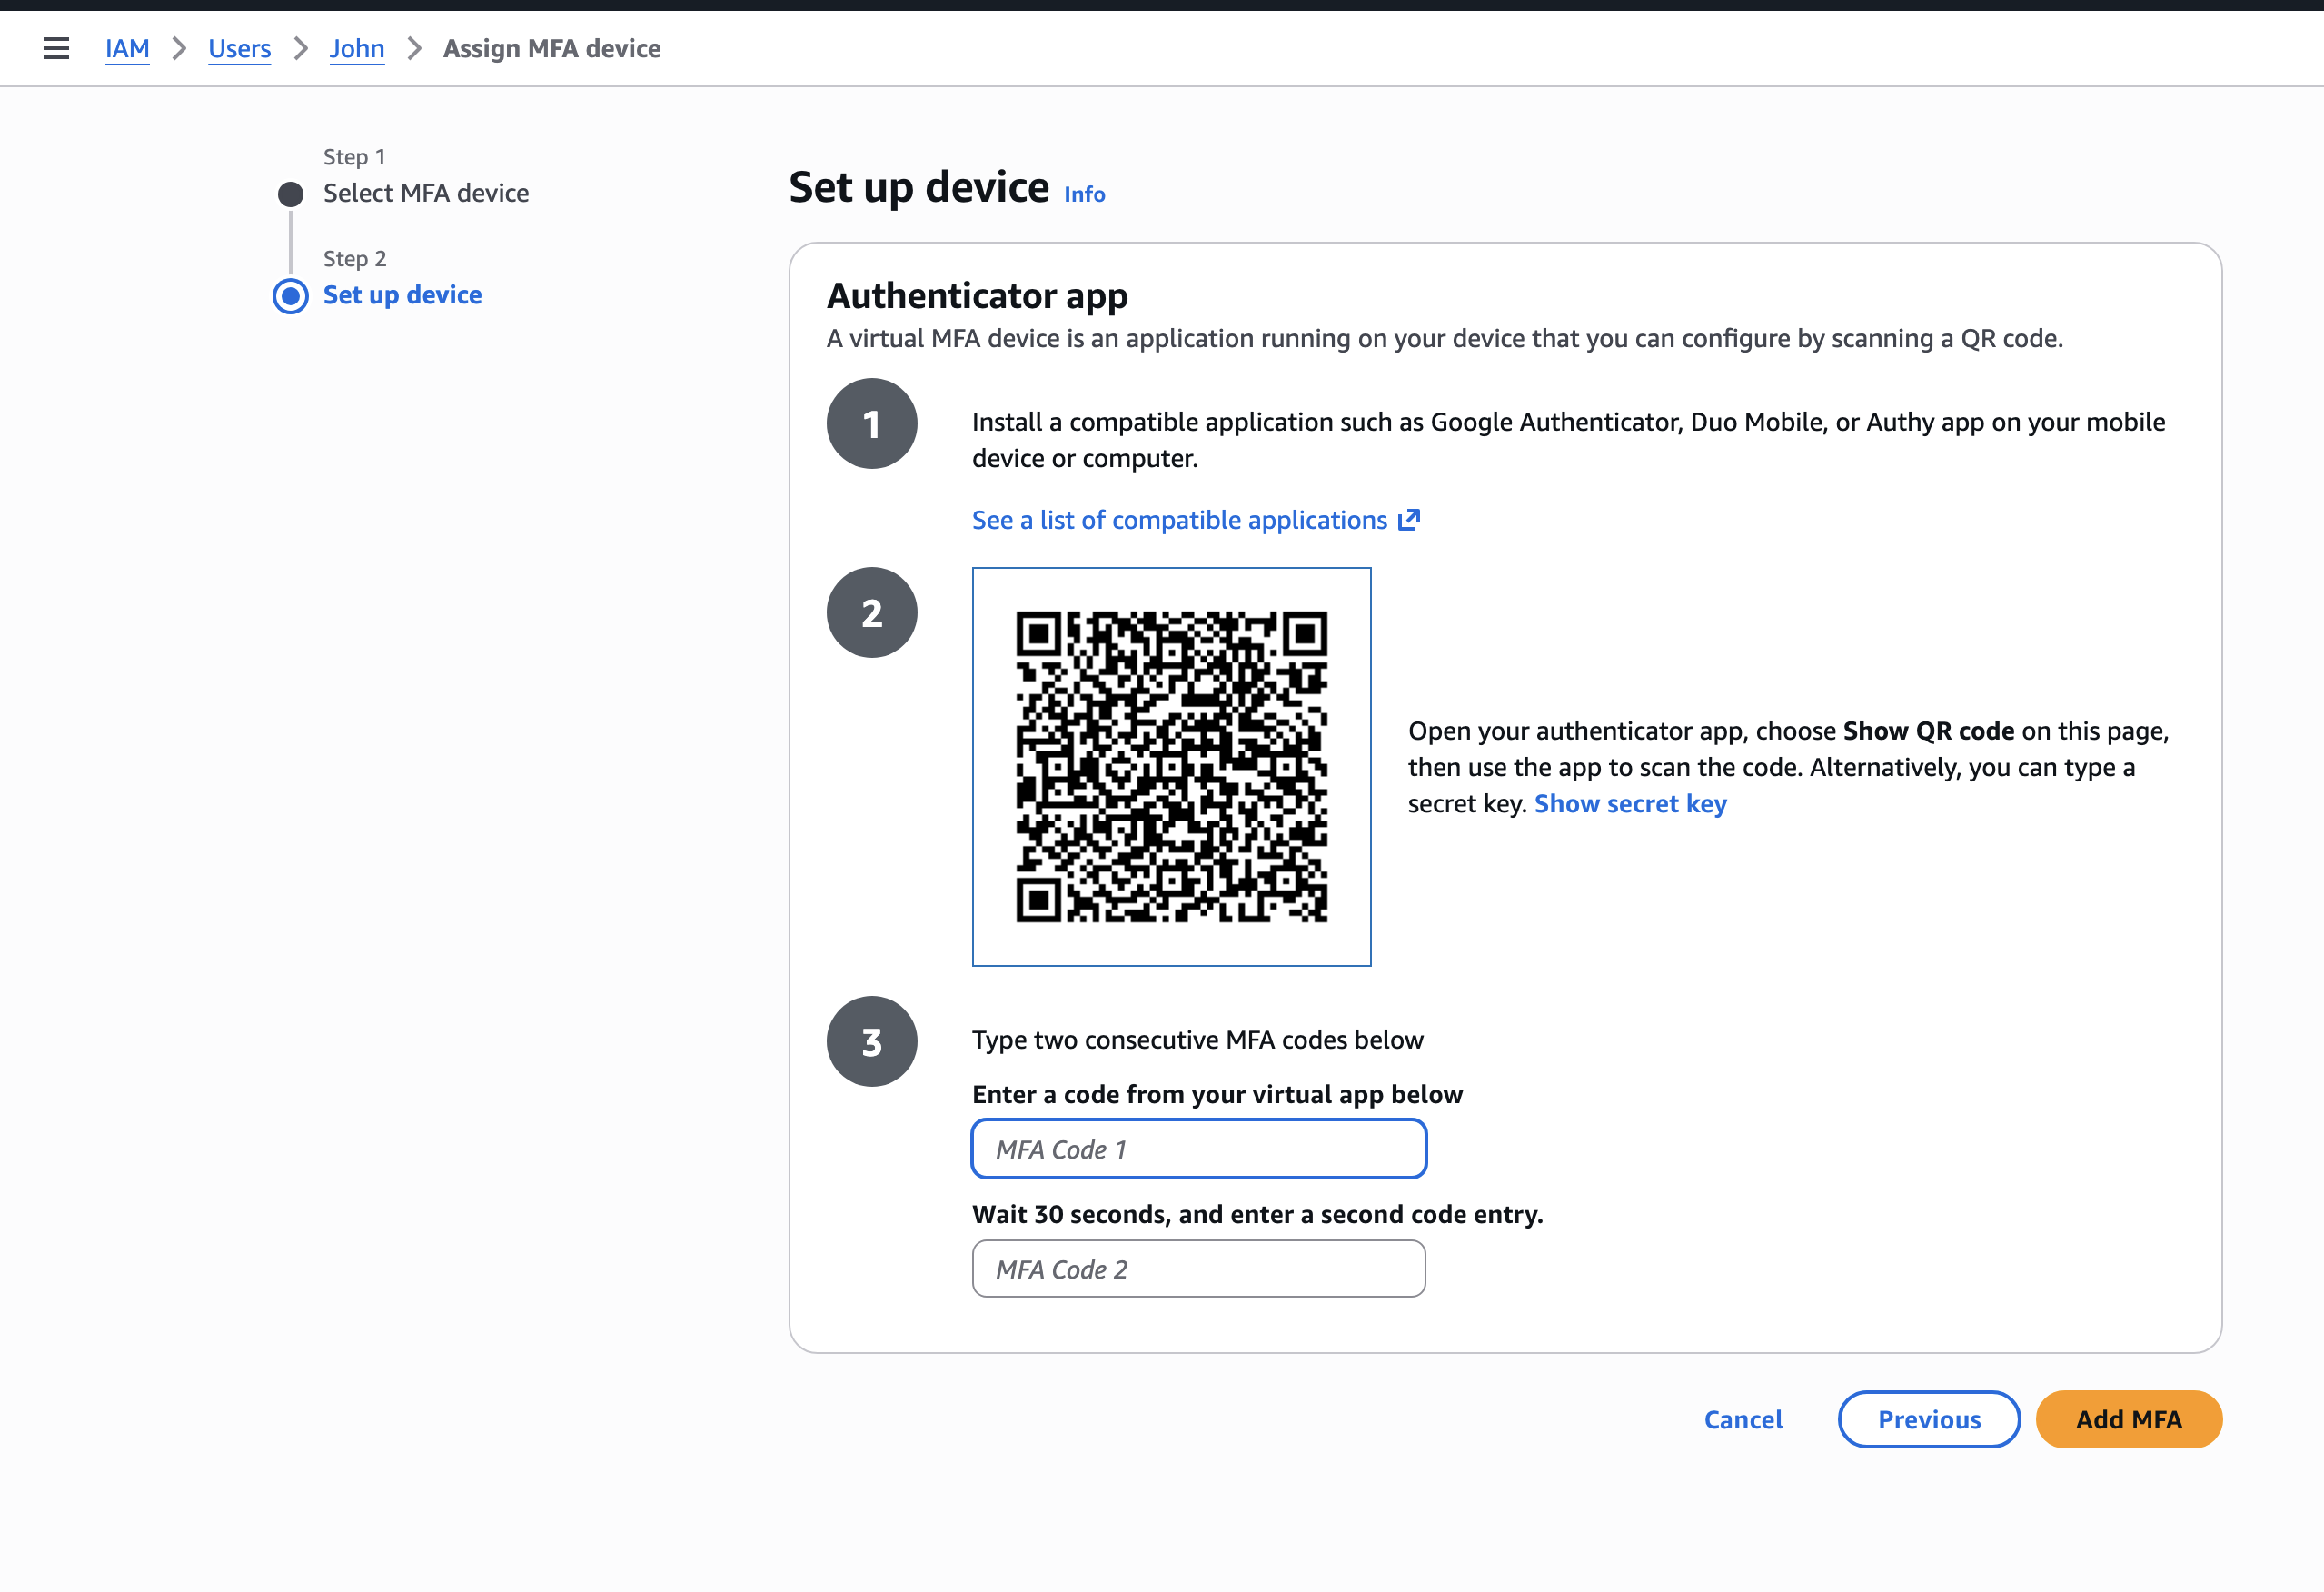 IAM > Users > John > Assign MFA device
Step 1
Select MFA device
Step 2
Set up device
Set up device Info
Authenticator app
A virtual MFA device is an application running on your device that you can configure by scanning a QR code.
1
Install a compatible application such as Google Authenticator, Duo Mobile, or Authy app on your mobile
device or computer.
See a list of compatible applications
2
Open your authenticator app, choose Show QR code on this page,
then use the app to scan the code. Alternatively, you can type a
secret key. Show secret key
3
Type two consecutive MFA codes below
Enter a code from your virtual app below
MFA Code 1
Wait 30 seconds, and enter a second code entry.
MFA Code 2
Cancel
Previous
Add MFA